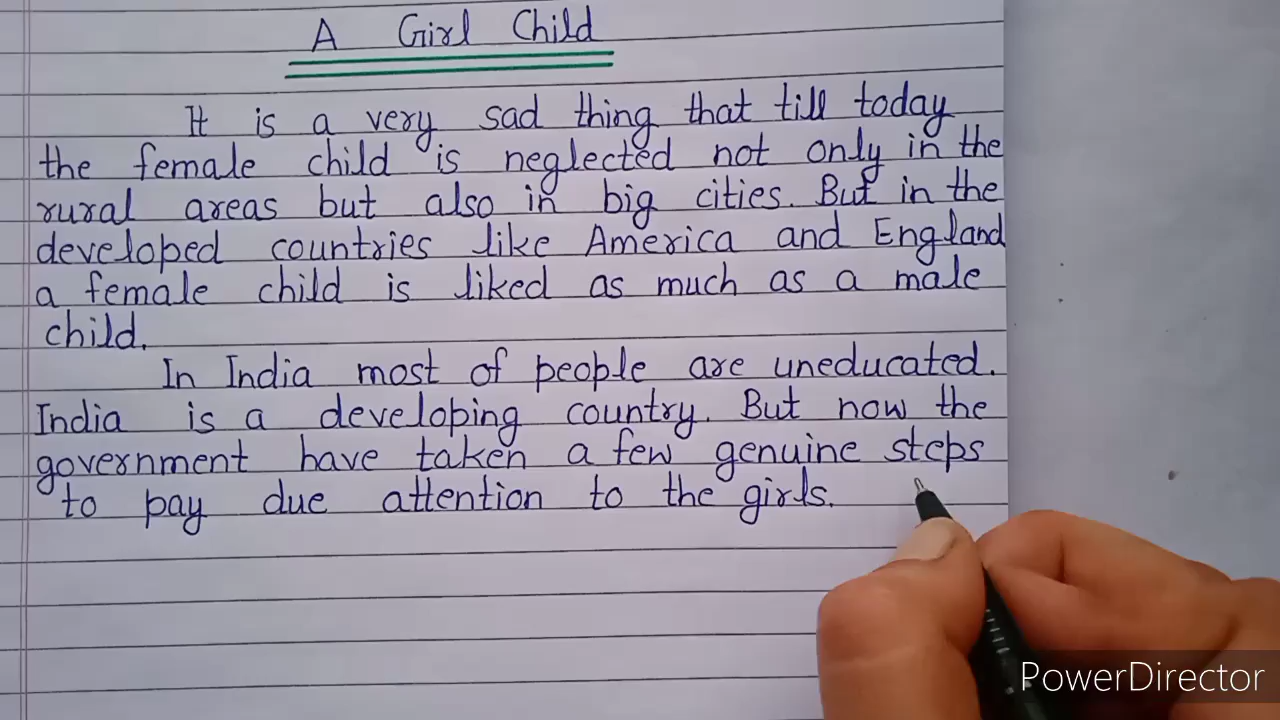 A Girl Child
It is a very sad thing that till today
the female child is neglected not only in the
rural areas but also in big cities. But in the
developed countries like America and England
a female child is liked as much as a male
child.
In India most of people are uneducated.
India is a developing country. But now the
government have taken a few genuine steps
to pay due attention to the girls.
PowerDirector